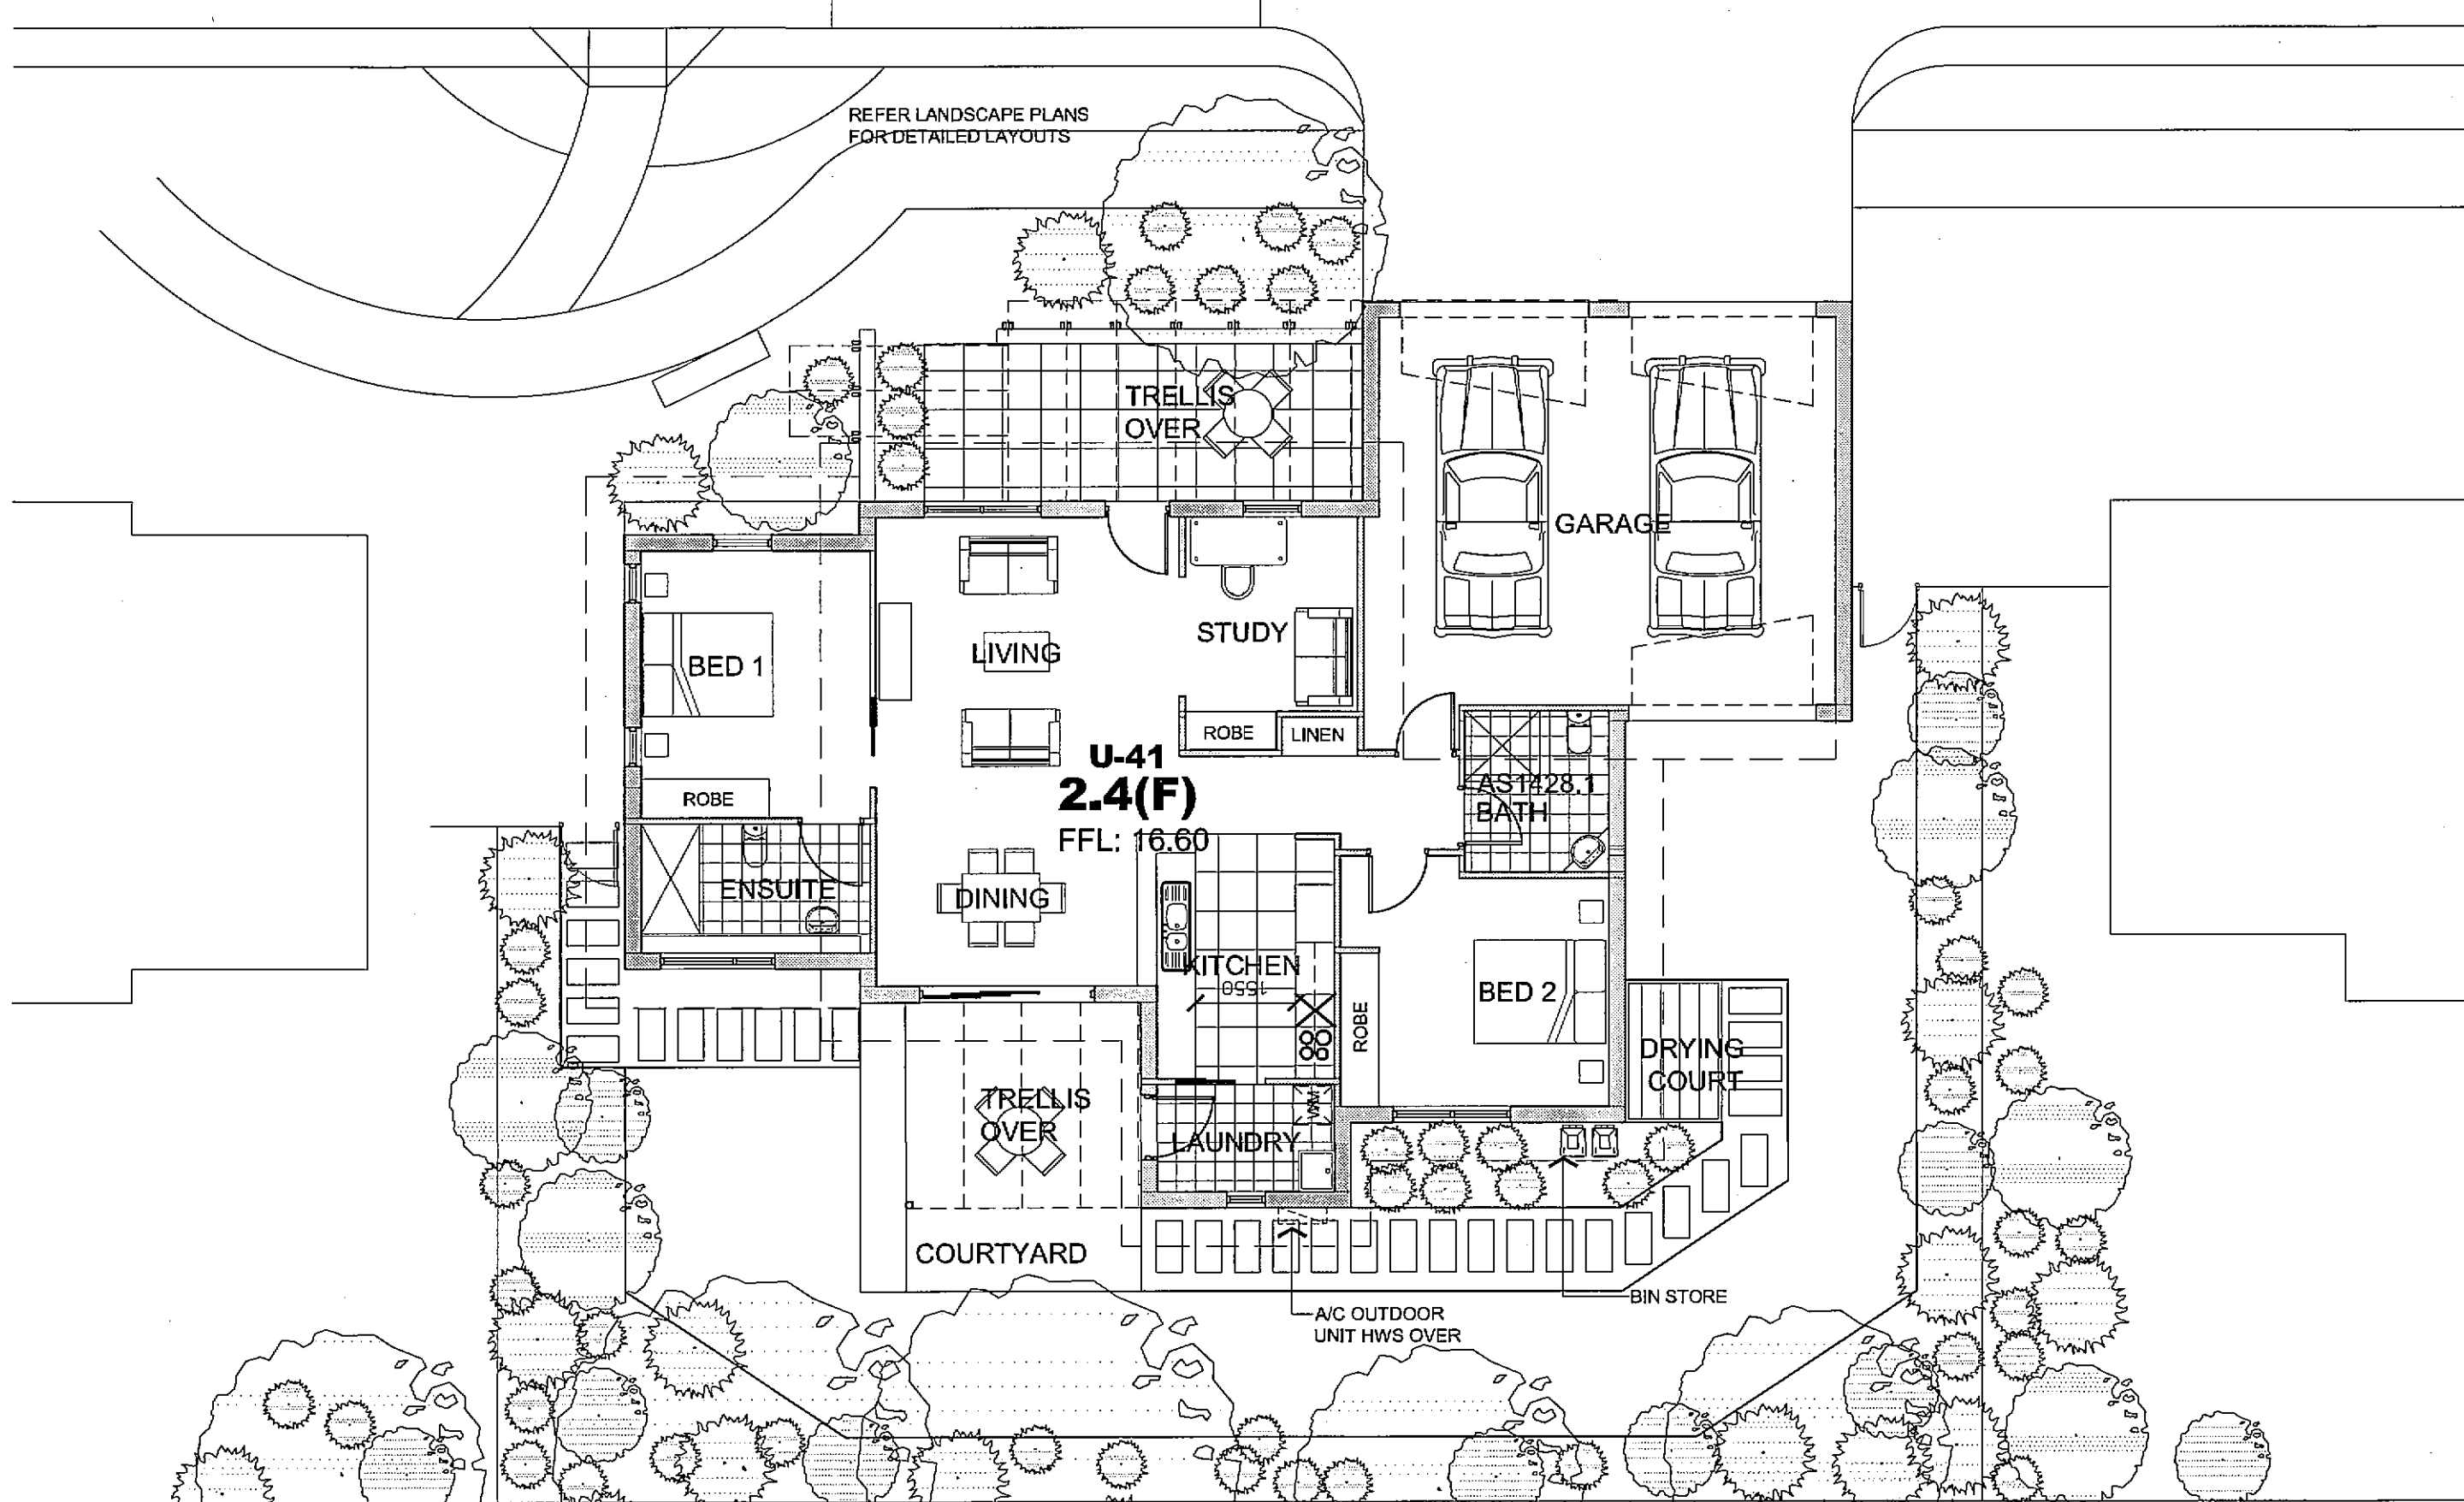 REFER LANDSCAPE PLANS
FOR DETAILED LAYOUTS
TRELLIS
OVER
GARAGE
STUDY
LIVING
BED 1
ROBE
LINEN
U-41
2.4(F)
FFL: 16.60
ROBE
AS1428.1
BATH
ENSUITE
DINING
KITCHEN
1550
BED 2
ROBE
DRYING
COURT
TRELLIS
OVER
WM
LAUNDRY
COURTYARD
BIN STORE
A/C OUTDOOR
UNIT HWS OVER